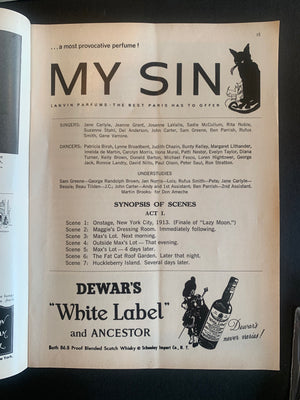 15
...a most provocative perfume!
MY SIN
LANVIN PARFUMS • THE BEST PARIS HAS TO OFFER
SINGERS: Jane Carlyle, Jeanne Grant, Jeanne Lafaire, Sadie McCollum, Rita Noble,
Suzanne Stahl, Del Anderson, John Carter, Sam Greene, Ben Parrish, Rufus
Smith, Gene Varrone.
DANCERS: Patricia Birsh, Lynne Broadbent, Judith Chazin, Bunty Kelley, Margaret Lithander,
Imelda de Martin, Carolyn Morris, Ilona Murai, Patti Nestor, Evelyn Taylor, Diana
Turner, Kelly Brown, Donald Barton, Michael Fesco, Loren Hightower, George
Jack, Ronnie Landry, David Nillo, Paul Olson, Peter Saul, Ron Stratton.
UNDERSTUDIES
Sam Greene—George Randolph Brown, Jan Norris—Lois, Rufus Smith—Pete, Jane Carlyle—
Bessie, Beau Tilden—J.C., John Carter—Andy and 1st Assistant. Ben Parrish—2nd Assistant.
Martin Brooks—for Don Ameche
SYNOPSIS OF SCENES
ACT I.
Scene 1: Onstage, New York City, 1913. (Finale of "Lazy Moon.")
Scene 2: Maggie's Dressing Room. Immediately following.
Scene 3: Max's Lot. Next morning.
Scene 4: Outside Max's Lot — That evening.
Scene 5: Max's Lot — 4 days later.
Scene 6: The Fat Cat Roof Garden. Later that night.
Scene 7: Huckleberry Island. Several days later.
DEWAR'S
"White Label"
and ANCESTOR
Dewar's
never varies!
Both 86.8 Proof Blended Scotch Whisky © Schenley Import Co., N. Y.